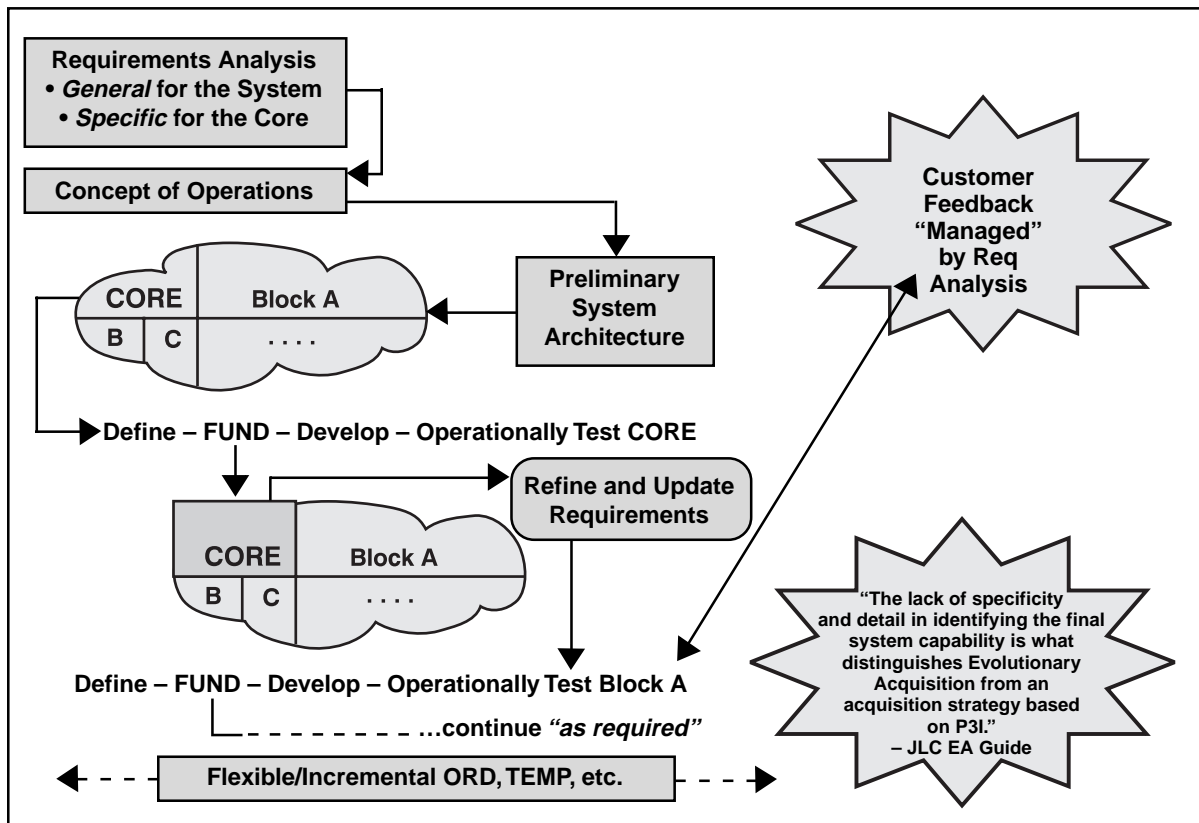 Requirements Analysis
• General for the System
• Specific for the Core
Concept of Operations
Preliminary
System
Architecture
CORE Block A
B C . . . .
Customer
Feedback
“Managed”
by Req
Analysis
Define – FUND – Develop – Operationally Test CORE
Refine and Update
Requirements
CORE Block A
B C . . . .
Define – FUND – Develop – Operationally Test Block A
...continue “as required”
Flexible/Incremental ORD, TEMP, etc.
“The lack of specificity
and detail in identifying the final
system capability is what
distinguishes Evolutionary
Acquisition from an
acquisition strategy based
on P3I.”
– JLC EA Guide